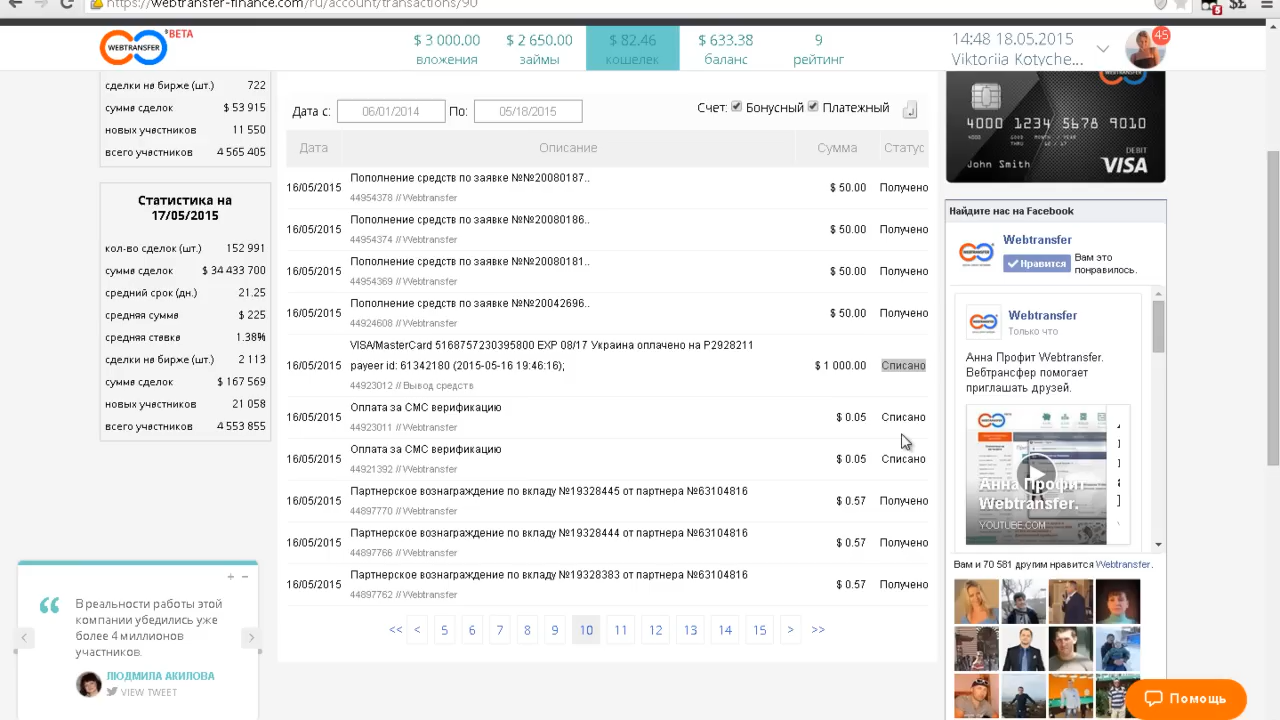 https://webtransfer-finance.com/ru/account/transactions/90
WEBTRANSFER BETA
$ 3 000.00 вложения
$ 2 650.00 займы
$ 82.46 кошелек
$ 633.38 баланс
9 рейтинг
14:48 18.05.2015
Viktoriia Kotyche...
45
сделки на бирже (шт.) 722
сумма сделок $ 53 915
новых участников 11 550
всего участников 4 565 405
Статистика на
17/05/2015
кол-во сделок (шт.) 152 991
сумма сделок $ 34 433 700
средний срок (дн.) 21.25
средняя сумма $ 225
средняя ставка 1.38%
сделки на бирже (шт.) 2 113
сумма сделок $ 167 569
новых участников 21 058
всего участников 4 553 855
+ −
В реальности работы этой
компании убедились уже
более 4 миллионов
участников.
ЛЮДМИЛА АКИЛОВА
VIEW TWEET
Дата с: 06/01/2014 По: 05/18/2015 Счет: Бонусный Платежный
Дата Описание Сумма Статус
16/05/2015 Пополнение средств по заявке №№20080187.. $ 50.00 Получено
44954378 // Webtransfer
16/05/2015 Пополнение средств по заявке №№20080186.. $ 50.00 Получено
44954374 // Webtransfer
16/05/2015 Пополнение средств по заявке №№20080181.. $ 50.00 Получено
44954369 // Webtransfer
16/05/2015 Пополнение средств по заявке №№20042696.. $ 50.00 Получено
44924608 // Webtransfer
VISA/MasterCard 5168757230395800 EXP 08/17 Украина оплачено на P2928211
16/05/2015 payeer id: 61342180 (2015-05-16 19:46:16); $ 1 000.00 Списано
44923012 // Вывод средств
16/05/2015 Оплата за СМС верификацию $ 0.05 Списано
44923011 // Webtransfer
16/05/2015 Оплата за СМС верификацию $ 0.05 Списано
44921392 // Webtransfer
16/05/2015 Партнерское вознаграждение по вкладу №19328445 от партнера №63104816 $ 0.57 Получено
44897770 // Webtransfer
16/05/2015 Партнерское вознаграждение по вкладу №19328444 от партнера №63104816 $ 0.57 Получено
44897766 // Webtransfer
16/05/2015 Партнерское вознаграждение по вкладу №19328383 от партнера №63104816 $ 0.57 Получено
44897762 // Webtransfer
<< < 5 6 7 8 9 10 11 12 13 14 15 > >>
WEBTRANSFER
4000 1234 5678 9010
4000
John Smith
DEBIT
VISA
Найдите нас на Facebook
Webtransfer
Нравится
Вам это
понравилось.
Webtransfer
Только что
Анна Профит Webtransfer.
Вебтрансфер помогает
приглашать друзей.
Анна Профит
Webtransfer.
YOUTUBE.COM
Вам и 70 581 другим нравится Webtransfer.
Помощь